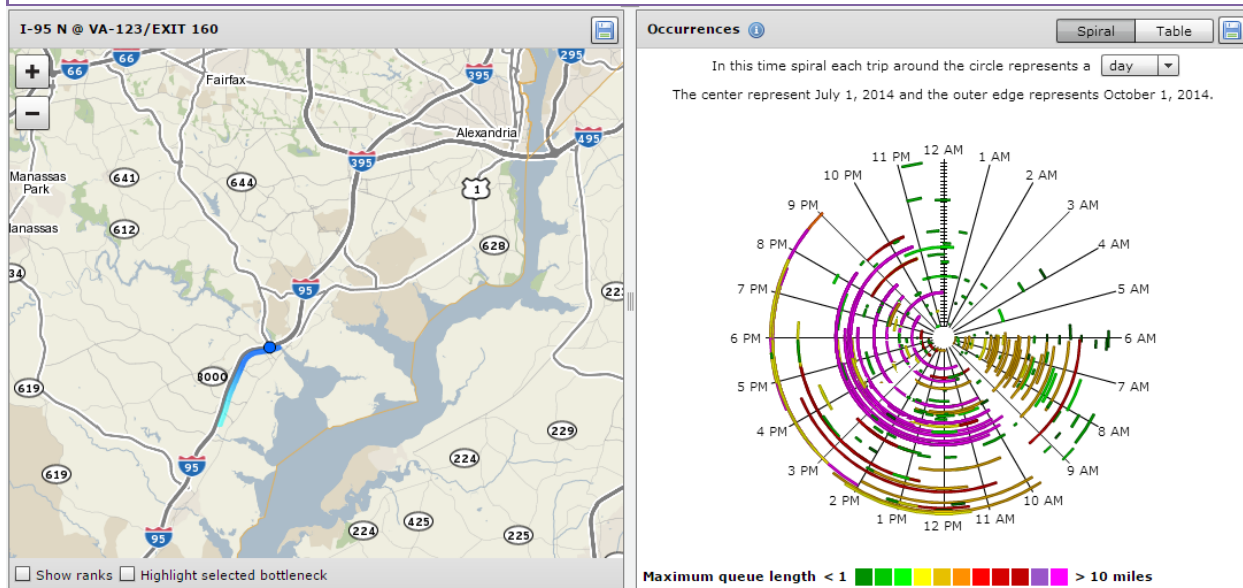 I-95 N @ VA-123/EXIT 160
+
−
66
66
295
Fairfax
395
Alexandria
495
395
Manassas
Park
641
644
1
lanassas
612
628
34
95
223
8000
619
229
95
619
224
224
425
225
95
Show ranks
Highlight selected bottleneck
Occurrences
Spiral
Table
In this time spiral each trip around the circle represents a day
The center represent July 1, 2014 and the outer edge represents October 1, 2014.
12 AM
11 PM
1 AM
10 PM
2 AM
9 PM
3 AM
8 PM
4 AM
7 PM
5 AM
6 PM
6 AM
5 PM
7 AM
4 PM
8 AM
3 PM
9 AM
2 PM
10 AM
1 PM
11 AM
12 PM
Maximum queue length < 1 > 10 miles